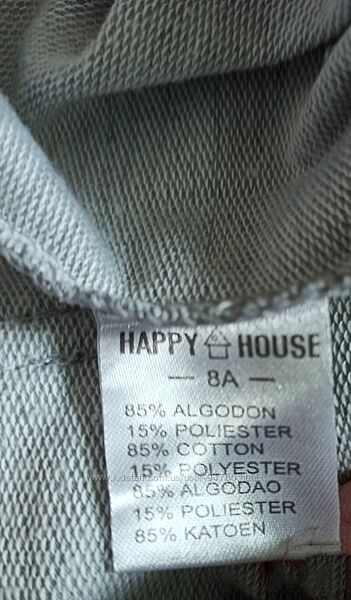 HAPPY HOUSE
— 8A —
85% ALGODON
15% POLIESTER
85% COTTON
15% POLYESTER
85% ALGODAO
15% POLIESTER
85% KATOEN